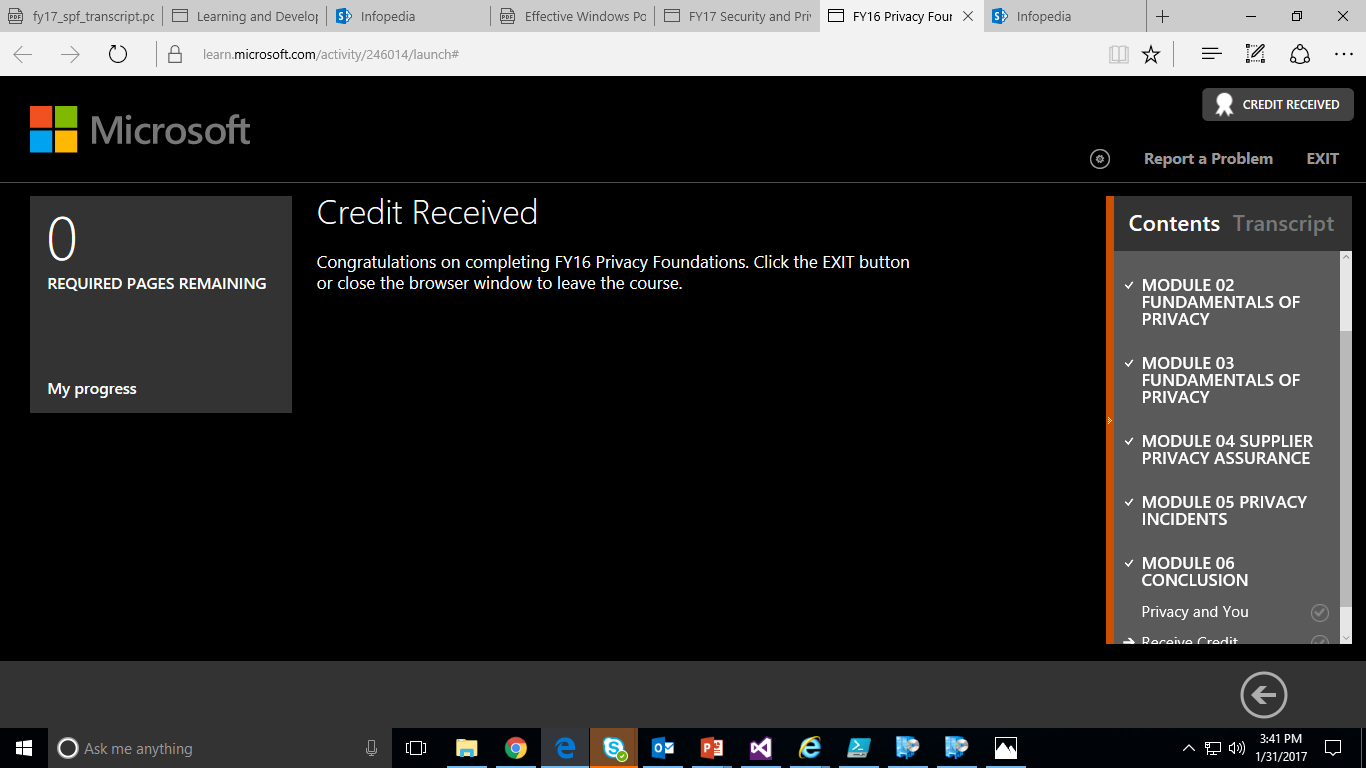 fy17_spf_transcript.pc
Learning and Develop
Infopedia
Effective Windows Po
FY17 Security and Pri
FY16 Privacy Foun
Infopedia
learn.microsoft.com/activity/246014/launch#
CREDIT RECEIVED
Microsoft
Report a Problem
EXIT
0
REQUIRED PAGES REMAINING
My progress
Credit Received
Congratulations on completing FY16 Privacy Foundations. Click the EXIT button
or close the browser window to leave the course.
Contents Transcript
MODULE 02
FUNDAMENTALS OF
PRIVACY
MODULE 03
FUNDAMENTALS OF
PRIVACY
MODULE 04 SUPPLIER
PRIVACY ASSURANCE
MODULE 05 PRIVACY
INCIDENTS
MODULE 06
CONCLUSION
Privacy and You
Receive Credit
Ask me anything
3:41 PM
1/31/2017